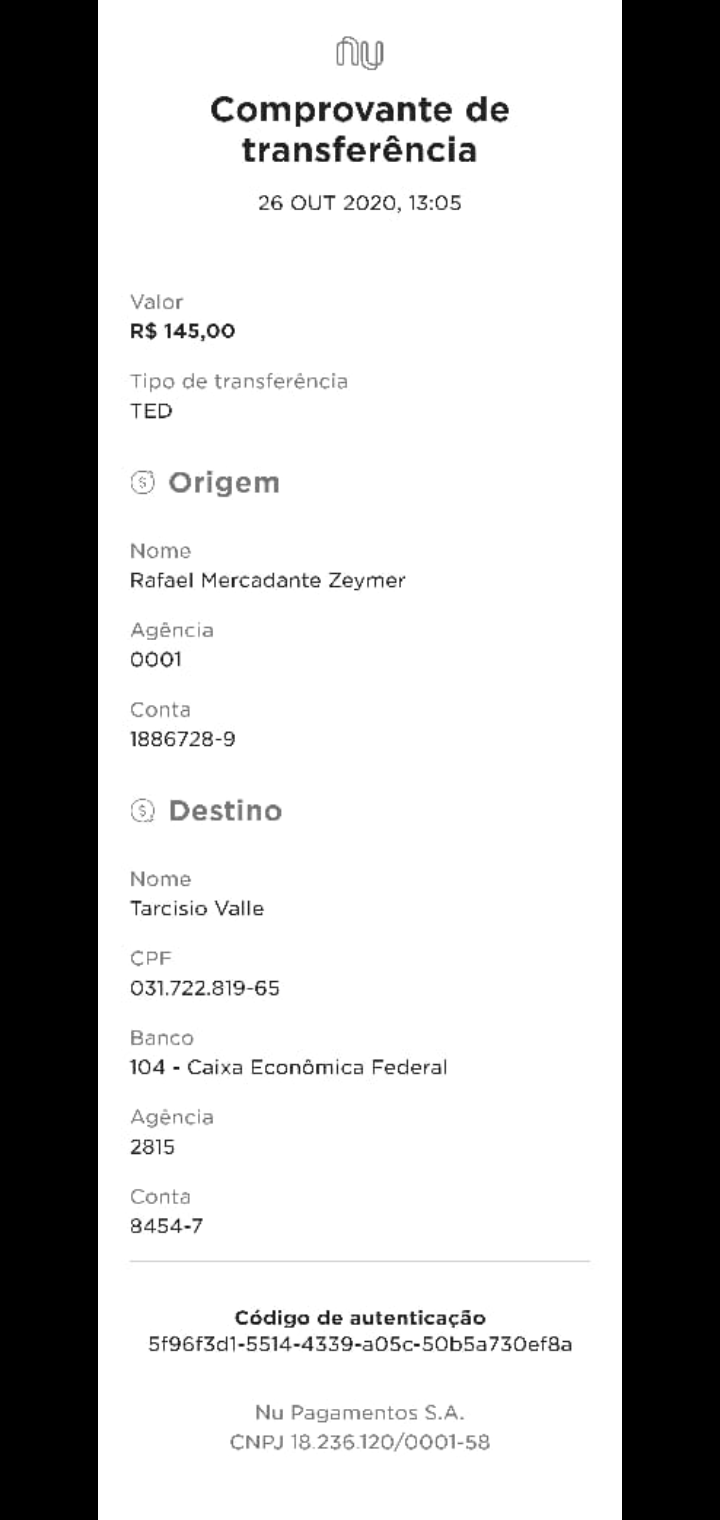 nu
Comprovante de
transferência
26 OUT 2020, 13:05
Valor
R$ 145,00
Tipo de transferência
TED
Origem
Nome
Rafael Mercadante Zeymer
Agência
0001
Conta
1886728-9
Destino
Nome
Tarcisio Valle
CPF
031.722.819-65
Banco
104 - Caixa Econômica Federal
Agência
2815
Conta
8454-7
Código de autenticação
5f96f3d1-5514-4339-a05c-50b5a730ef8a
Nu Pagamentos S.A.
CNPJ 18.236.120/0001-58